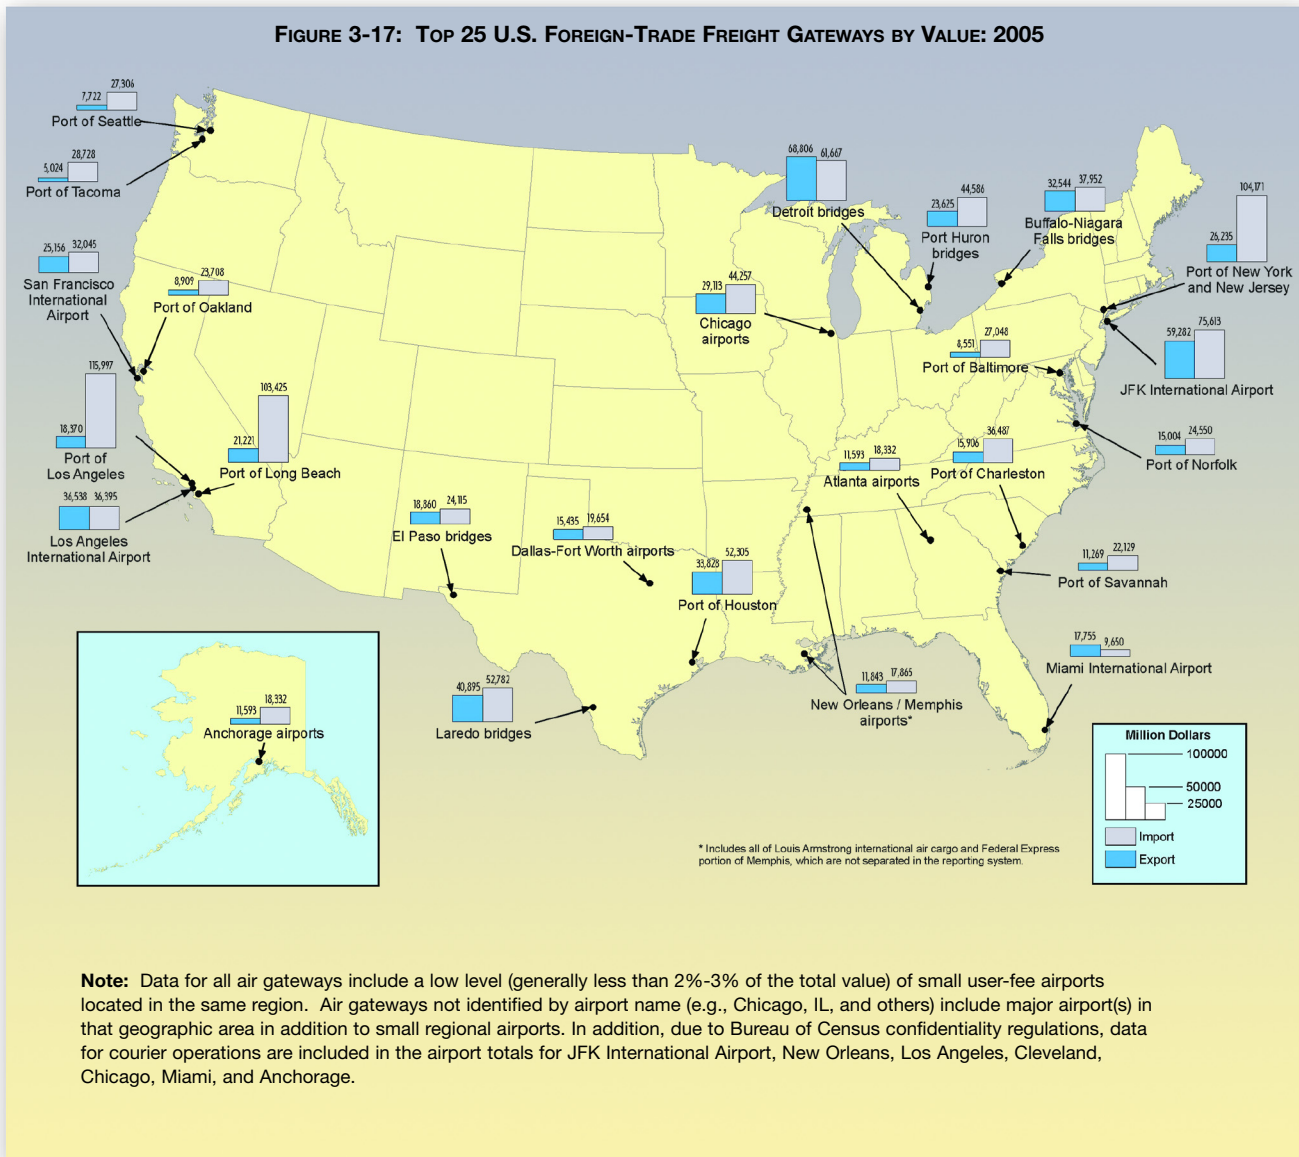 FIGURE 3-17: TOP 25 U.S. FOREIGN-TRADE FREIGHT GATEWAYS BY VALUE: 2005
7,722 27,306
Port of Seattle
5,024 28,728
Port of Tacoma
25,156 32,045
San Francisco
International
Airport
8,909 23,708
Port of Oakland
115,997
18,370
Port of
Los Angeles
103,425
21,221
Port of Long Beach
36,538 36,395
Los Angeles
International Airport
68,806 61,667
Detroit bridges
44,586
23,625
Port Huron
bridges
32,544 37,952
Buffalo-Niagara
Falls bridges
104,171
26,235
Port of New York
and New Jersey
44,257
29,113
Chicago
airports
27,048
8,551
Port of Baltimore
75,613
59,282
JFK International Airport
15,004 24,550
Port of Norfolk
11,593 18,332
Atlanta airports
36,487
15,906
Port of Charleston
18,860 24,115
El Paso bridges
15,435 19,654
Dallas-Fort Worth airports
52,305
33,828
Port of Houston
11,269 22,129
Port of Savannah
17,755 9,650
Miami International Airport
40,895 52,782
Laredo bridges
11,843 17,865
New Orleans / Memphis
airports*
18,332
11,593
Anchorage airports
Million Dollars
100000
50000
25000
Import
Export
* Includes all of Louis Armstrong international air cargo and Federal Express
portion of Memphis, which are not separated in the reporting system.
Note: Data for all air gateways include a low level (generally less than 2%-3% of the total value) of small user-fee airports
located in the same region. Air gateways not identified by airport name (e.g., Chicago, IL, and others) include major airport(s) in
that geographic area in addition to small regional airports. In addition, due to Bureau of Census confidentiality regulations, data
for courier operations are included in the airport totals for JFK International Airport, New Orleans, Los Angeles, Cleveland,
Chicago, Miami, and Anchorage.